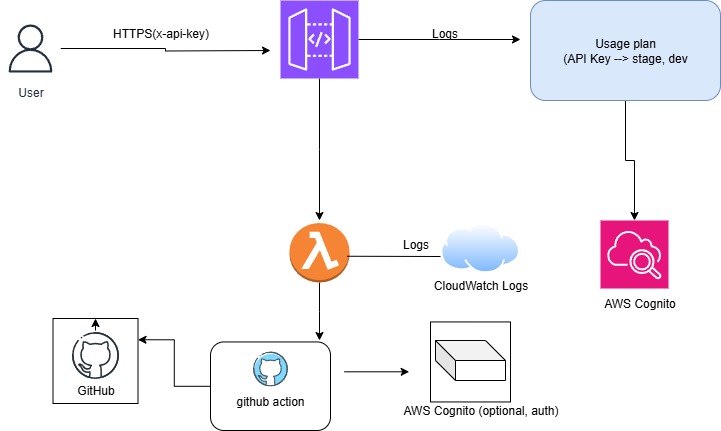 HTTPS(x-api-key)
Logs
Usage plan
(API Key --> stage, dev
User
Logs
CloudWatch Logs
AWS Cognito
GitHub
github action
AWS Cognito (optional, auth)